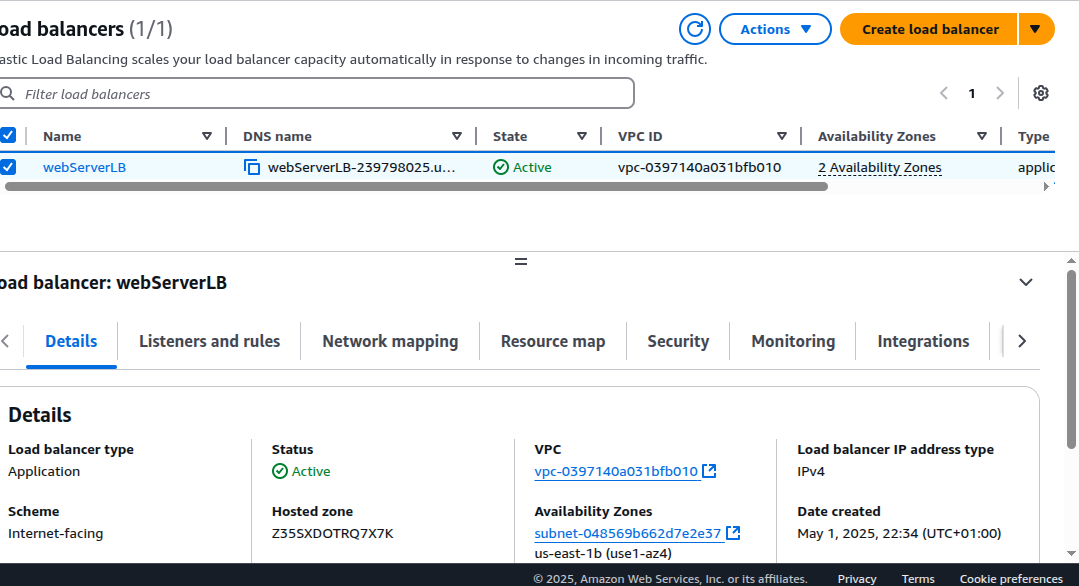 oad balancers (1/1)
Actions
Create load balancer
astic Load Balancing scales your load balancer capacity automatically in response to changes in incoming traffic.
Filter load balancers
1
Name DNS name State VPC ID Availability Zones Type
webServerLB webServerLB-239798025.u... Active vpc-0397140a031bfb010 2 Availability Zones applic
oad balancer: webServerLB
Details Listeners and rules Network mapping Resource map Security Monitoring Integrations
Details
Load balancer type Status VPC Load balancer IP address type
Application Active vpc-0397140a031bfb010 IPv4
Scheme Hosted zone Availability Zones Date created
Internet-facing Z35SXDOTRQ7X7K subnet-048569b662d7e2e37 May 1, 2025, 22:34 (UTC+01:00)
us-east-1b (use1-az4)
© 2025, Amazon Web Services, Inc. or its affiliates. Privacy Terms Cookie preferences